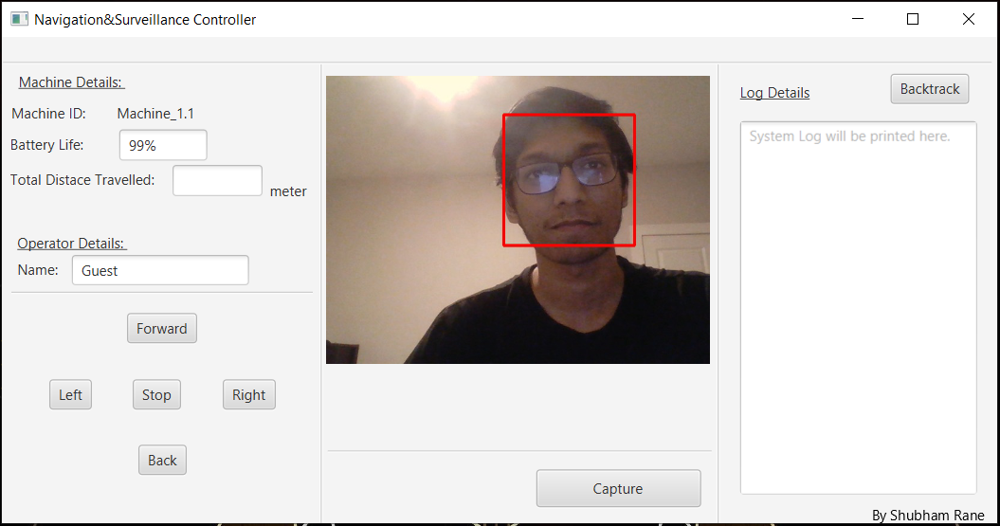 Navigation&Surveillance Controller
Machine Details:
Machine ID: Machine_1.1
Battery Life: 99%
Total Distace Travelled: meter
Operator Details:
Name: Guest
Forward
Left Stop Right
Back
Capture
Log Details Backtrack
System Log will be printed here.
By Shubham Rane